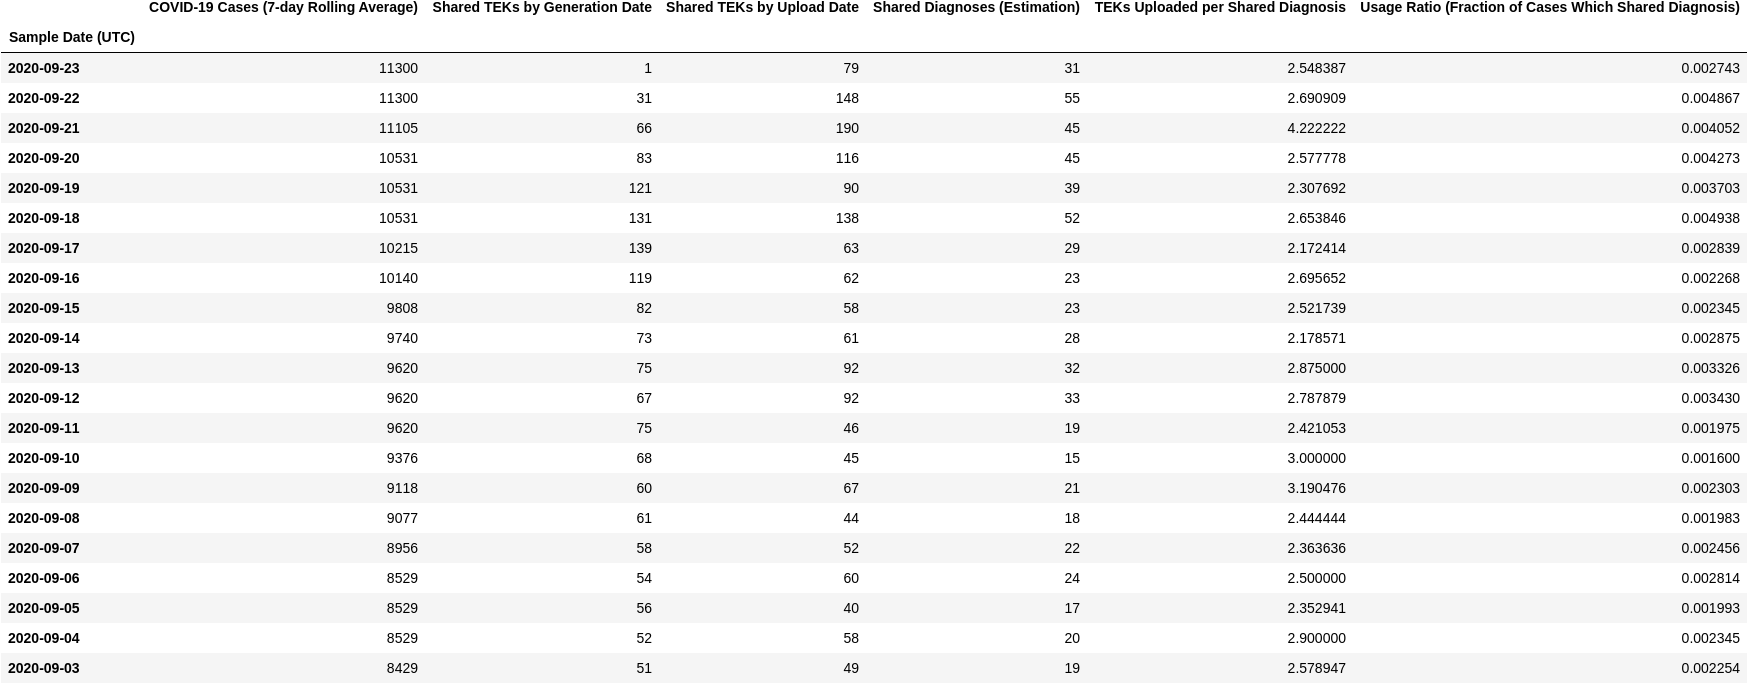 COVID-19 Cases (7-day Rolling Average) Shared TEKs by Generation Date Shared TEKs by Upload Date Shared Diagnoses (Estimation) TEKs Uploaded per Shared Diagnosis Usage Ratio (Fraction of Cases Which Shared Diagnosis)
Sample Date (UTC)
2020-09-23 11300 1 79 31 2.548387 0.002743
2020-09-22 11300 31 148 55 2.690909 0.004867
2020-09-21 11105 66 190 45 4.222222 0.004052
2020-09-20 10531 83 116 45 2.577778 0.004273
2020-09-19 10531 121 90 39 2.307692 0.003703
2020-09-18 10531 131 138 52 2.653846 0.004938
2020-09-17 10215 139 63 29 2.172414 0.002839
2020-09-16 10140 119 62 23 2.695652 0.002268
2020-09-15 9808 82 58 23 2.521739 0.002345
2020-09-14 9740 73 61 28 2.178571 0.002875
2020-09-13 9620 75 92 32 2.875000 0.003326
2020-09-12 9620 67 92 33 2.787879 0.003430
2020-09-11 9620 75 46 19 2.421053 0.001975
2020-09-10 9376 68 45 15 3.000000 0.001600
2020-09-09 9118 60 67 21 3.190476 0.002303
2020-09-08 9077 61 44 18 2.444444 0.001983
2020-09-07 8956 58 52 22 2.363636 0.002456
2020-09-06 8529 54 60 24 2.500000 0.002814
2020-09-05 8529 56 40 17 2.352941 0.001993
2020-09-04 8529 52 58 20 2.900000 0.002345
2020-09-03 8429 51 49 19 2.578947 0.002254